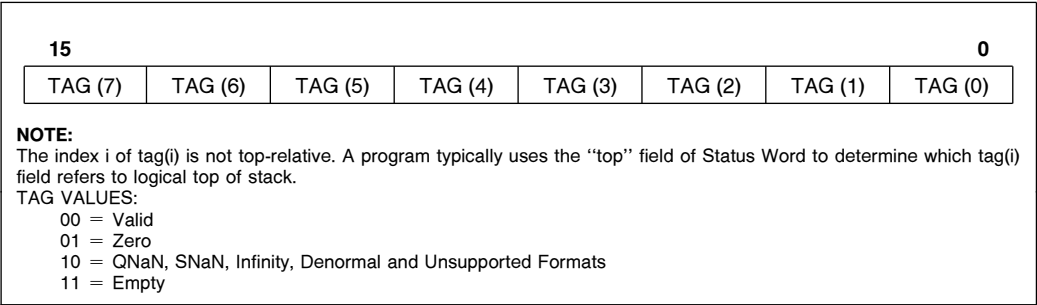 15 0
TAG (7) TAG (6) TAG (5) TAG (4) TAG (3) TAG (2) TAG (1) TAG (0)
NOTE:
The index i of tag(i) is not top-relative. A program typically uses the ‘‘top’’ field of Status Word to determine which tag(i)
field refers to logical top of stack.
TAG VALUES:
00 = Valid
01 = Zero
10 = QNaN, SNaN, Infinity, Denormal and Unsupported Formats
11 = Empty